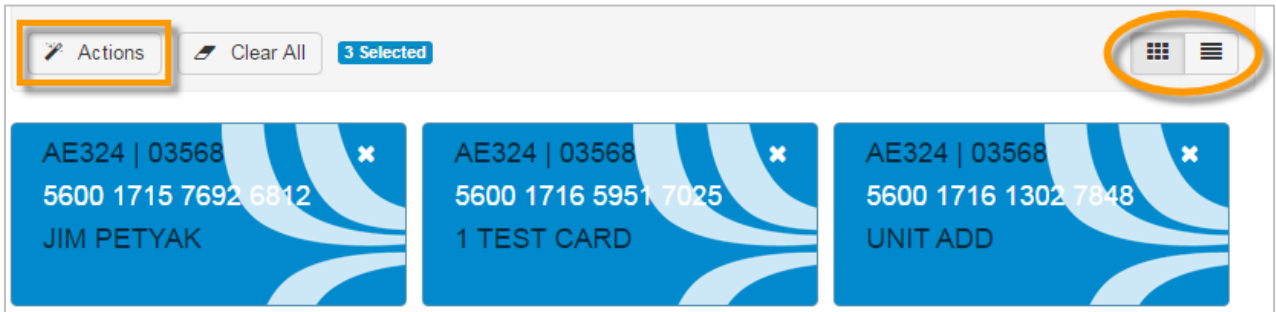 Actions Clear All 3 Selected
AE324 | 03568 AE324 | 03568 AE324 | 03568
5600 1715 7692 6812 5600 1716 5951 7025 5600 1716 1302 7848
JIM PETYAK 1 TEST CARD UNIT ADD